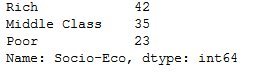 Rich 42
Middle Class 35
Poor 23
Name: Socio-Eco, dtype: int64